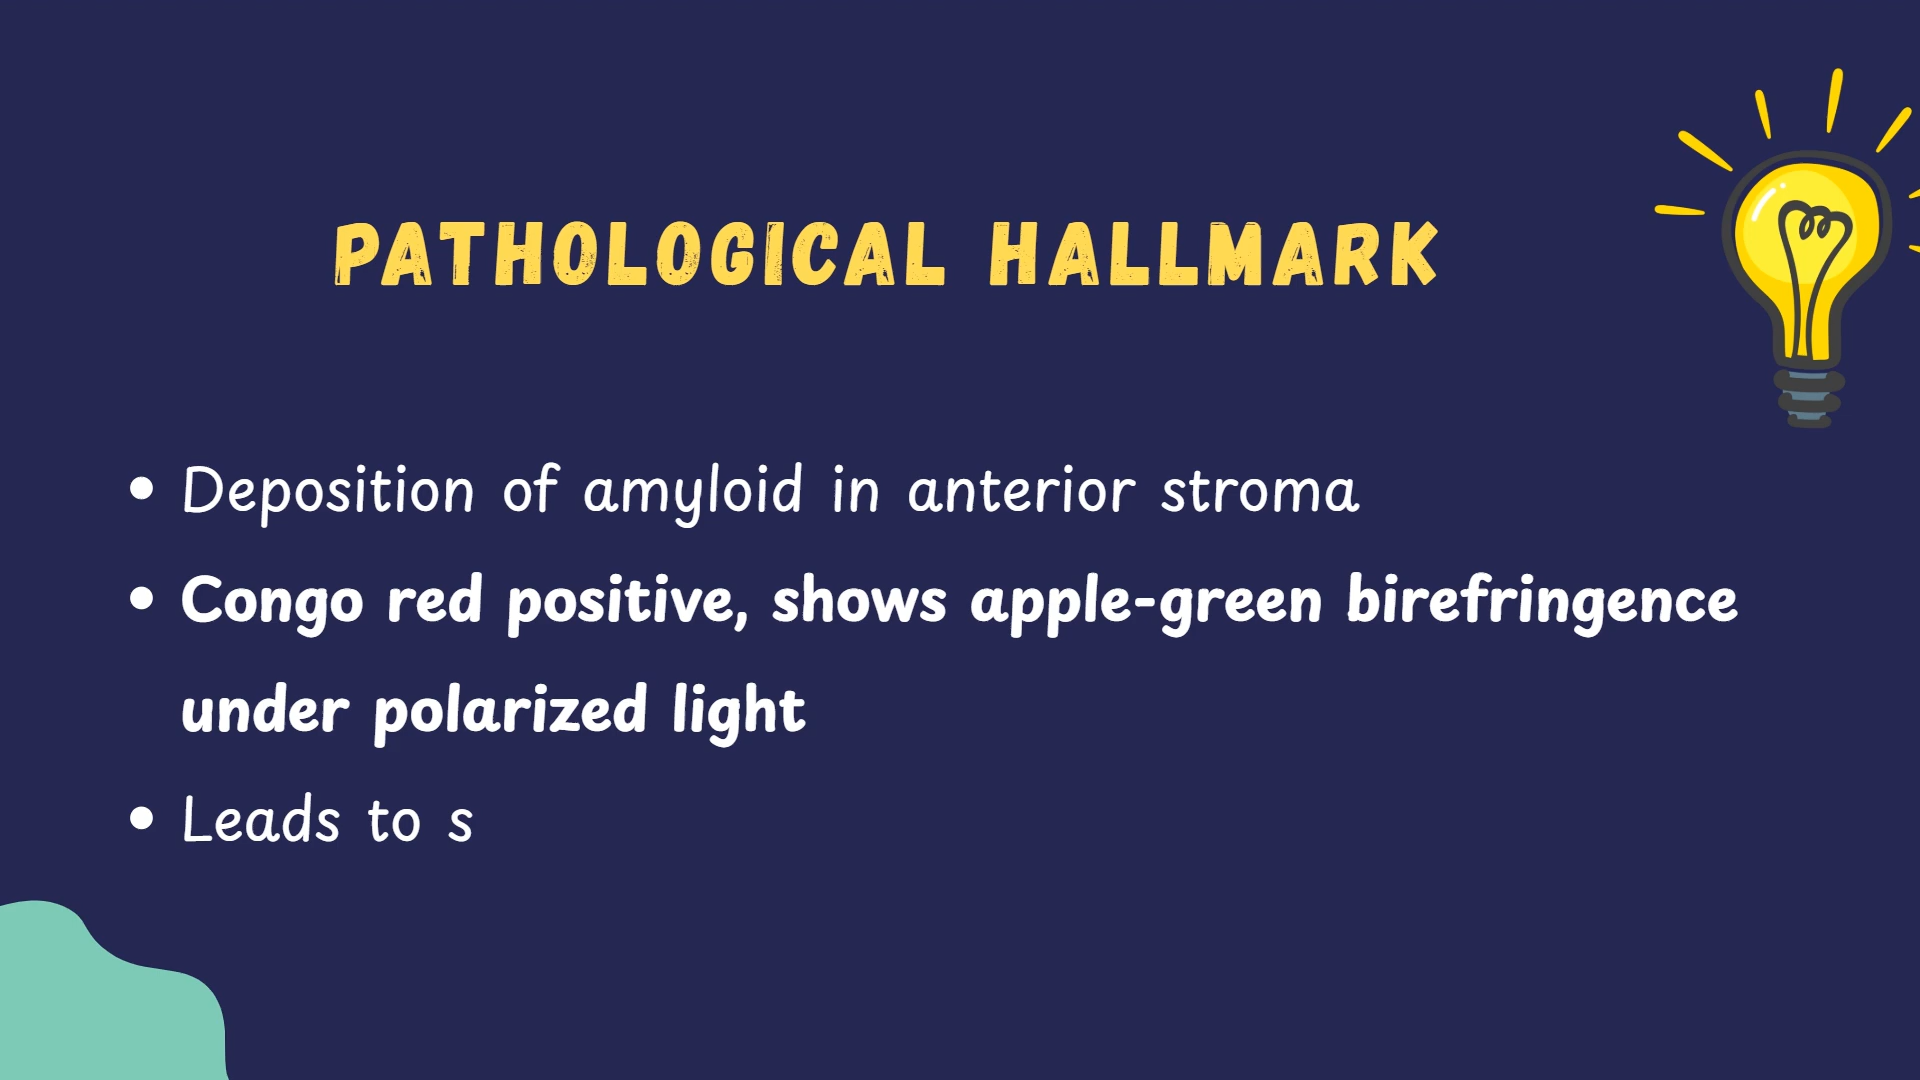 PATHOLOGICAL HALLMARK
• Deposition of amyloid in anterior stroma
• Congo red positive, shows apple-green birefringence
under polarized light
• Leads to s